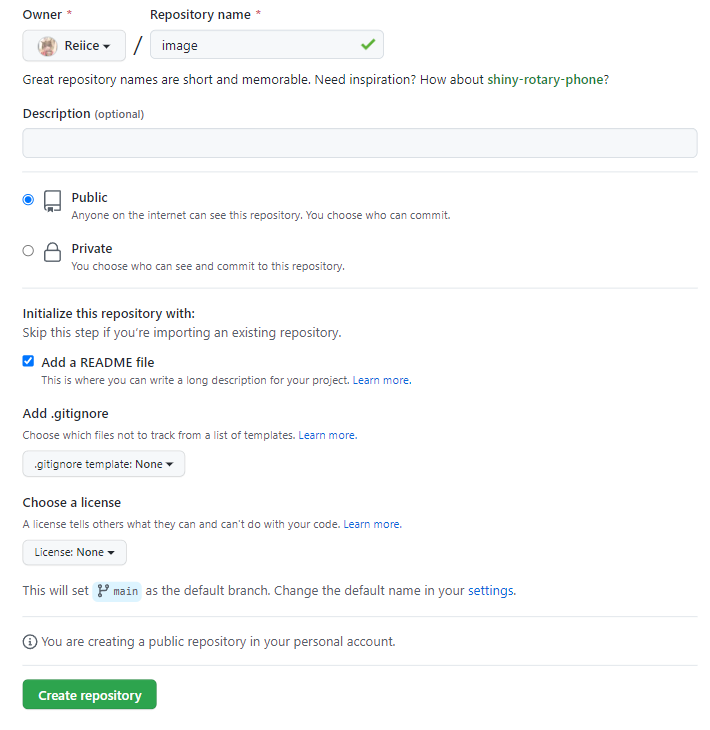 Owner * Repository name *
Reiice / image
Great repository names are short and memorable. Need inspiration? How about shiny-rotary-phone?
Description (optional)
Public
Anyone on the internet can see this repository. You choose who can commit.
Private
You choose who can see and commit to this repository.
Initialize this repository with:
Skip this step if you're importing an existing repository.
Add a README file
This is where you can write a long description for your project. Learn more.
Add .gitignore
Choose which files not to track from a list of templates. Learn more.
.gitignore template: None
Choose a license
A license tells others what they can and can't do with your code. Learn more.
License: None
This will set main as the default branch. Change the default name in your settings.
You are creating a public repository in your personal account.
Create repository